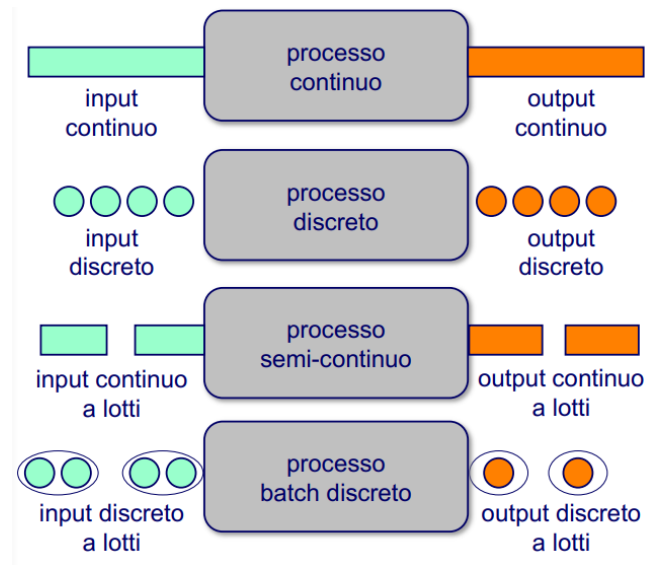 processo
continuo
input
continuo
output
continuo
processo
discreto
input
discreto
output
discreto
processo
semi-continuo
input continuo
a lotti
output continuo
a lotti
processo
batch discreto
input discreto
a lotti
output discreto
a lotti